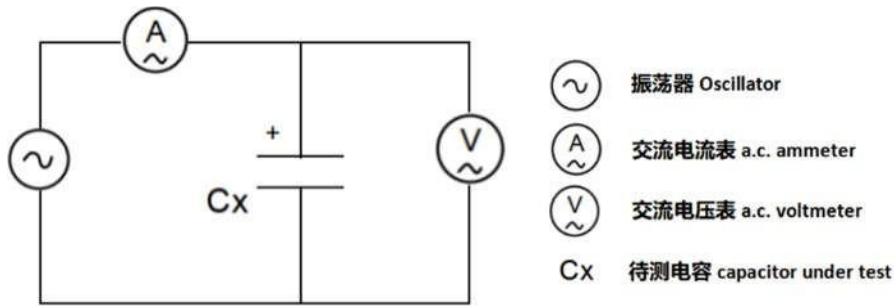 A
+
V
Cx
振荡器 Oscillator
A
交流电流表 a.c. ammeter
V
交流电压表 a.c. voltmeter
Cx 待测电容 capacitor under test